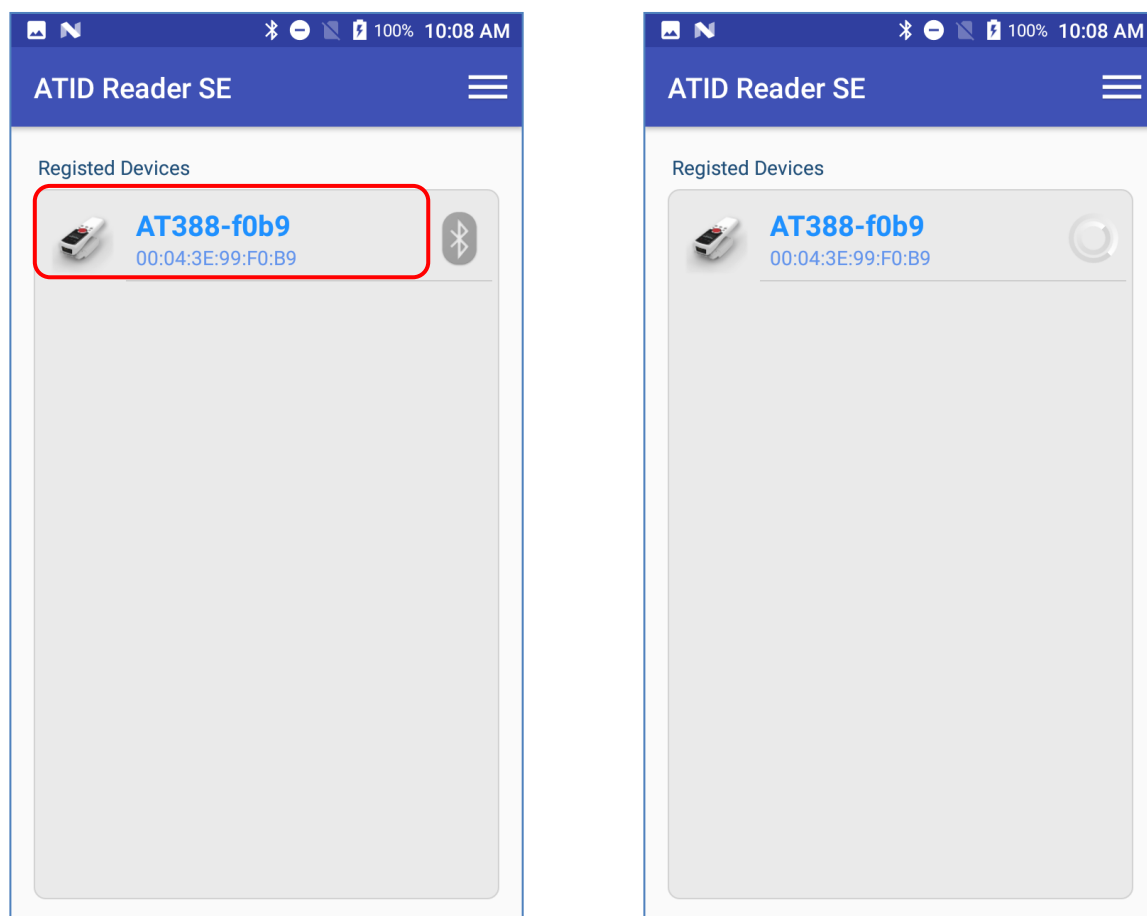 100% 10:08 AM
ATID Reader SE
Registed Devices
AT388-f0b9
00:04:3E:99:F0:B9
100% 10:08 AM
ATID Reader SE
Registed Devices
AT388-f0b9
00:04:3E:99:F0:B9